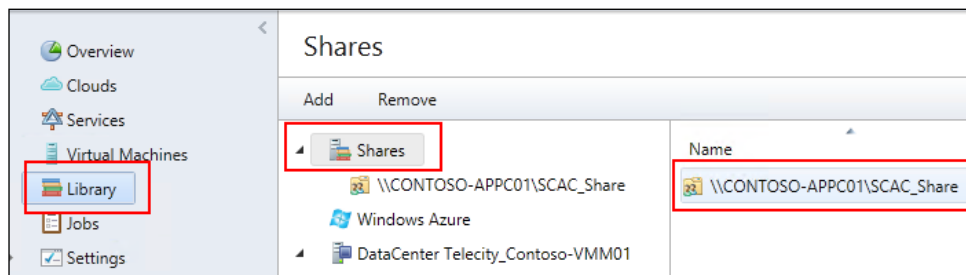 Overview
Clouds
Services
Virtual Machines
Library
Jobs
Settings
Shares
Add Remove
Shares
\\CONTOSO-APPC01\SCAC_Share
Windows Azure
DataCenter Telecity_Contoso-VMM01
Name
\\CONTOSO-APPC01\SCAC_Share